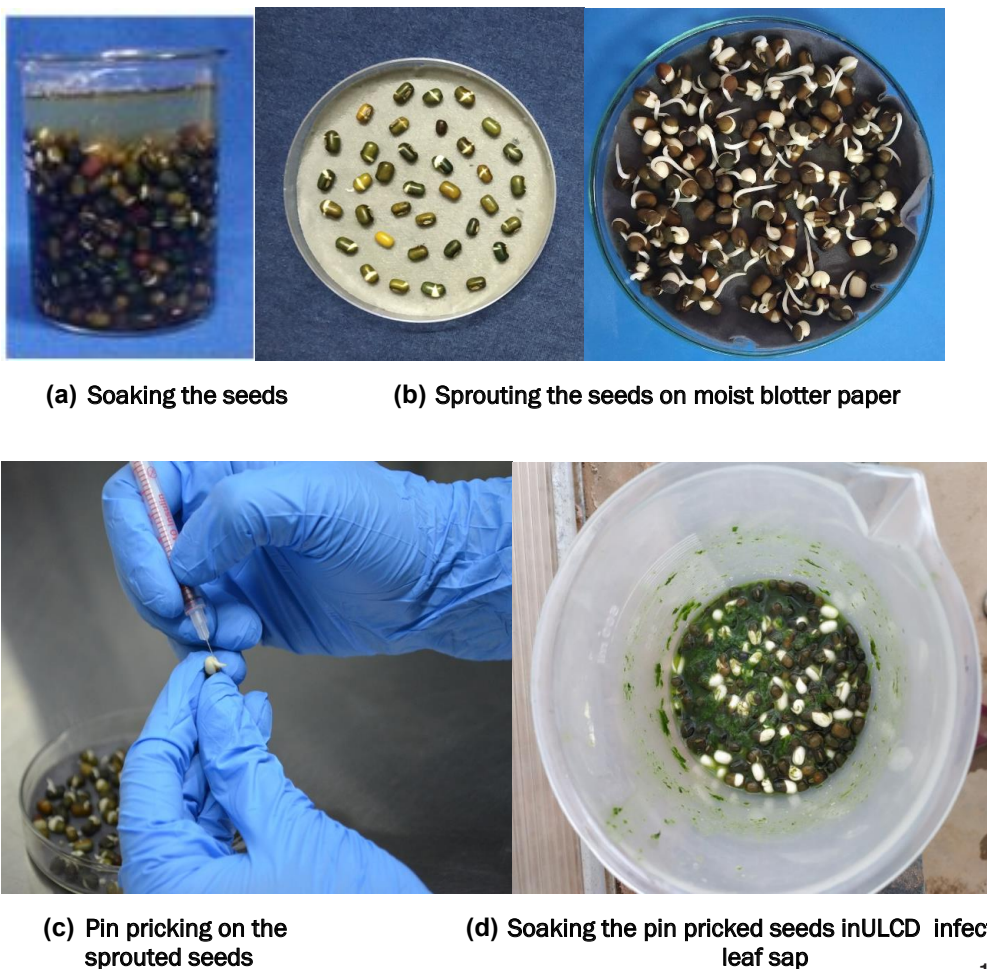 (a) Soaking the seeds
(b) Sprouting the seeds on moist blotter paper
(c) Pin pricking on the
sprouted seeds
(d) Soaking the pin pricked seeds inULCD infec
leaf sap